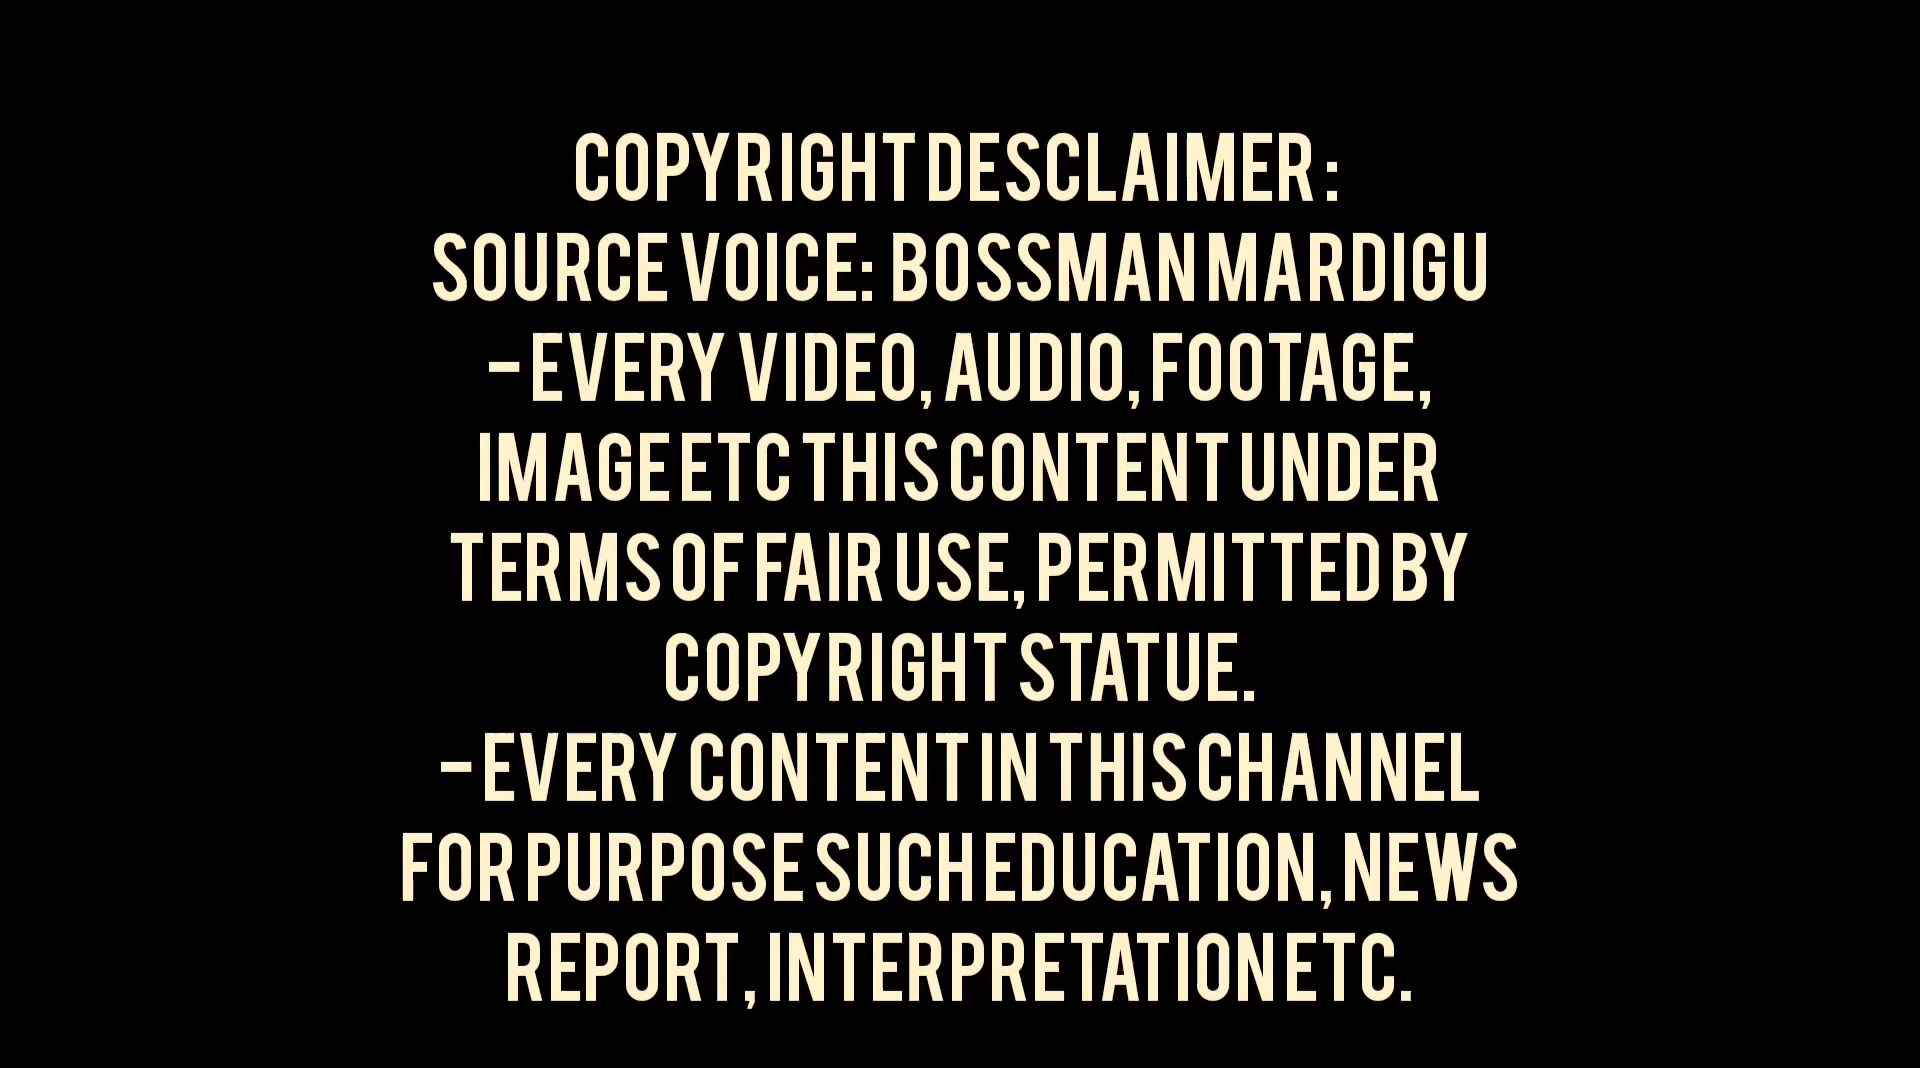 COPYRIGHT DESCLAIMER :
SOURCE VOICE: BOSSMAN MARDIGU
- EVERY VIDEO, AUDIO, FOOTAGE,
IMAGE ETC THIS CONTENT UNDER
TERMS OF FAIR USE, PERMITTED BY
COPYRIGHT STATUE.
- EVERY CONTENT IN THIS CHANNEL
FOR PURPOSE SUCH EDUCATION, NEWS
REPORT, INTERPRETATION ETC.